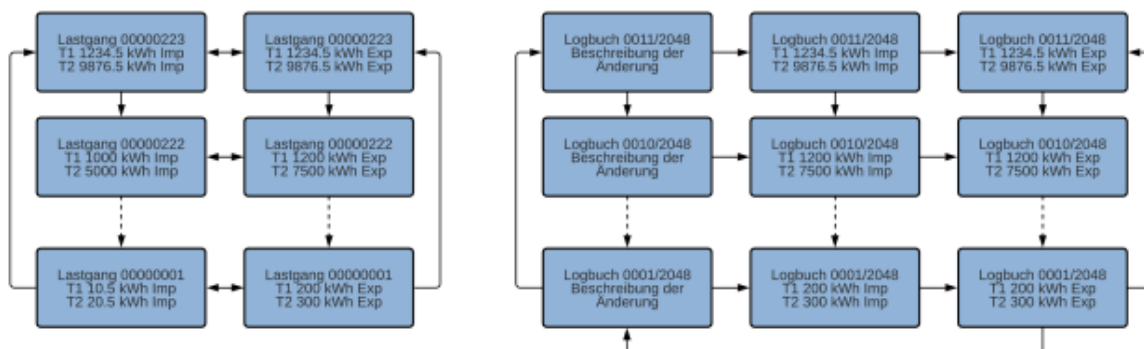 Lastgang 00000223
T1 1234.5 kWh Imp
T2 9876.5 kWh Imp
Lastgang 00000223
T1 1234.5 kWh Exp
T2 9876.5 kWh Exp
Logbuch 0011/2048
Beschreibung der
Änderung
Logbuch 0011/2048
T1 1234.5 kWh Imp
T2 9876.5 kWh Imp
Logbuch 0011/2048
T1 1234.5 kWh Exp
T2 9876.5 kWh Exp
Lastgang 00000222
T1 1000 kWh Imp
T2 5000 kWh Imp
Lastgang 00000222
T1 1200 kWh Exp
T2 7500 kWh Exp
Logbuch 0010/2048
Beschreibung der
Änderung
Logbuch 0010/2048
T1 1200 kWh Imp
T2 7500 kWh Imp
Logbuch 0010/2048
T1 1200 kWh Exp
T2 7500 kWh Exp
Lastgang 00000001
T1 10.5 kWh Imp
T2 20.5 kWh Imp
Lastgang 00000001
T1 200 kWh Exp
T2 300 kWh Exp
Logbuch 0001/2048
Beschreibung der
Änderung
Logbuch 0001/2048
T1 200 kWh Imp
T2 300 kWh Imp
Logbuch 0001/2048
T1 200 kWh Exp
T2 300 kWh Exp